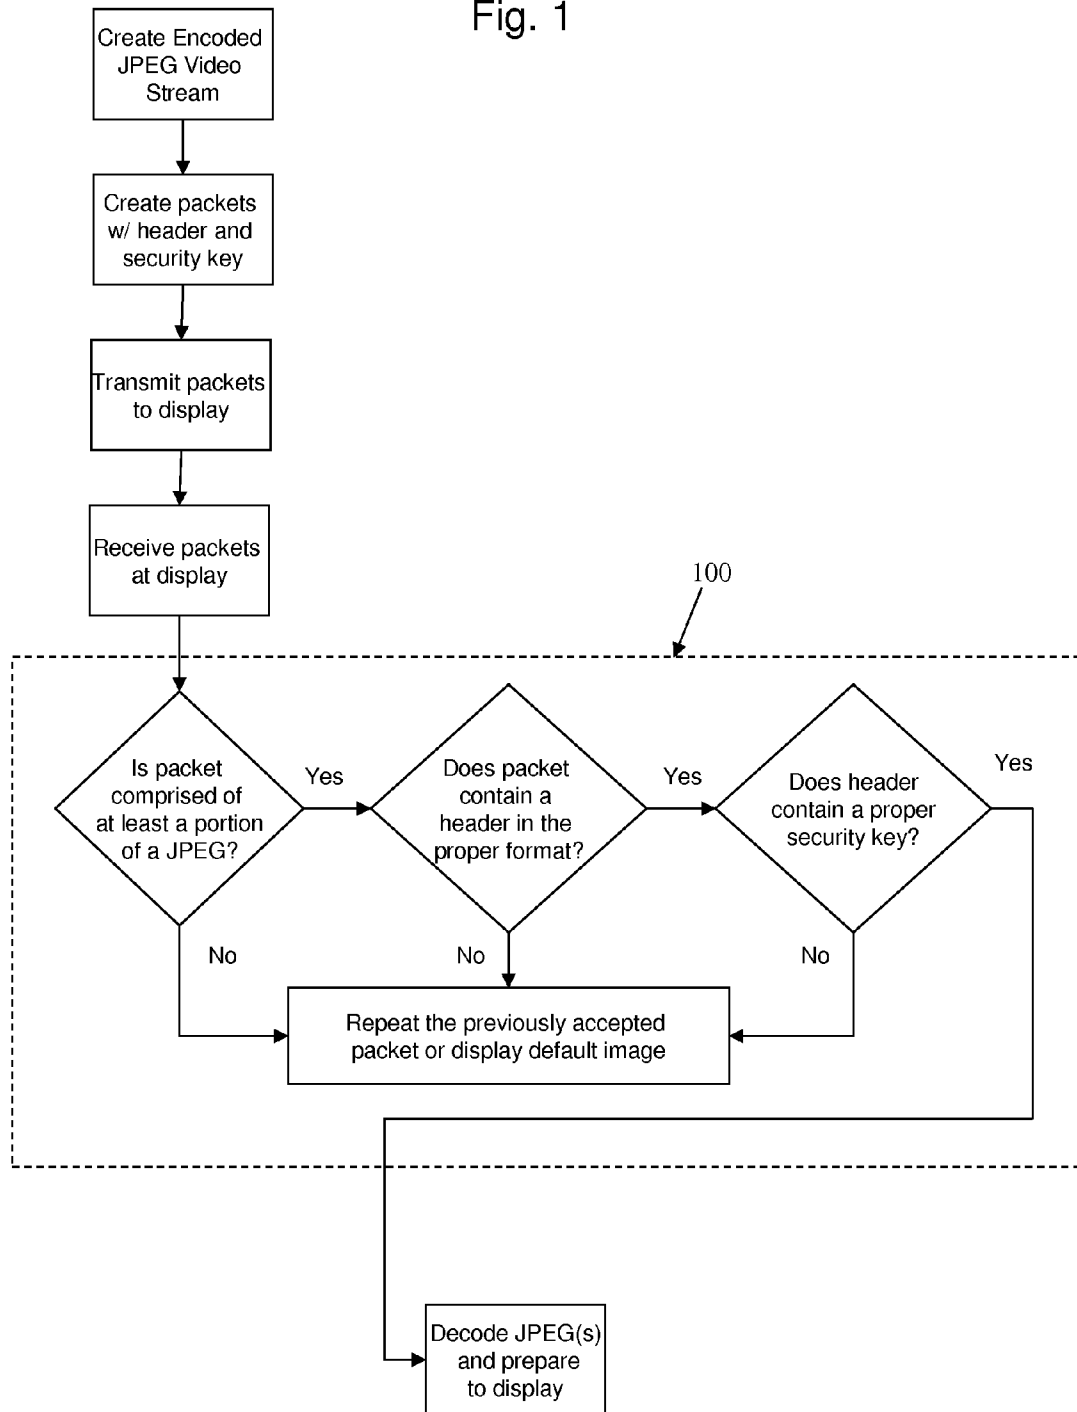 Fig. 1
Create Encoded
JPEG Video
Stream
Create packets
w/ header and
security key
Transmit packets
to display
Receive packets
at display
100
Is packet
comprised of
at least a portion
of a JPEG?
Yes
Does packet
contain a
header in the
proper format?
Yes
Does header
contain a proper
security key?
Yes
No
No
No
Repeat the previously accepted
packet or display default image
Decode JPEG(s)
and prepare
to display